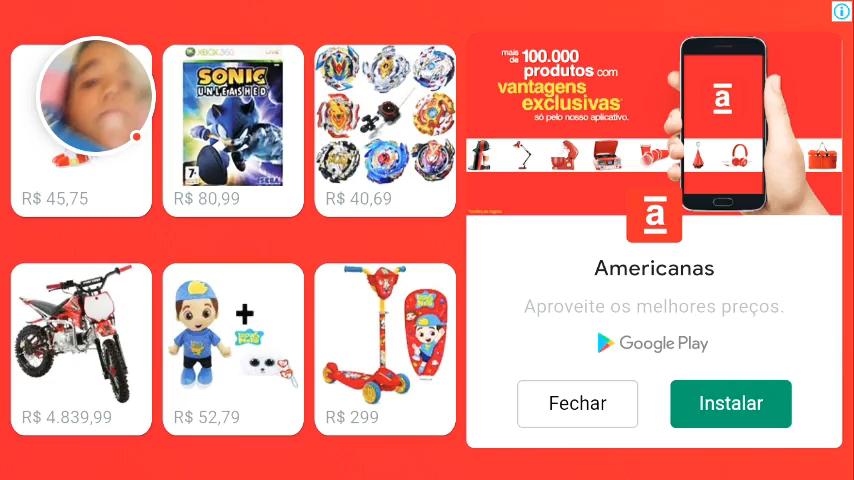 R$ 45,75
XBOX 360
LIVE
SONIC
UNLEASHED
7+
SEGA
R$ 80,99
R$ 40,69
R$ 4.839,99
+
R$ 52,79
R$ 299
mais
de 100.000
produtos com
vantagens
exclusivas
só pelo nosso aplicativo.
a
a
Americanas
Aproveite os melhores preços.
Google Play
Fechar
Instalar